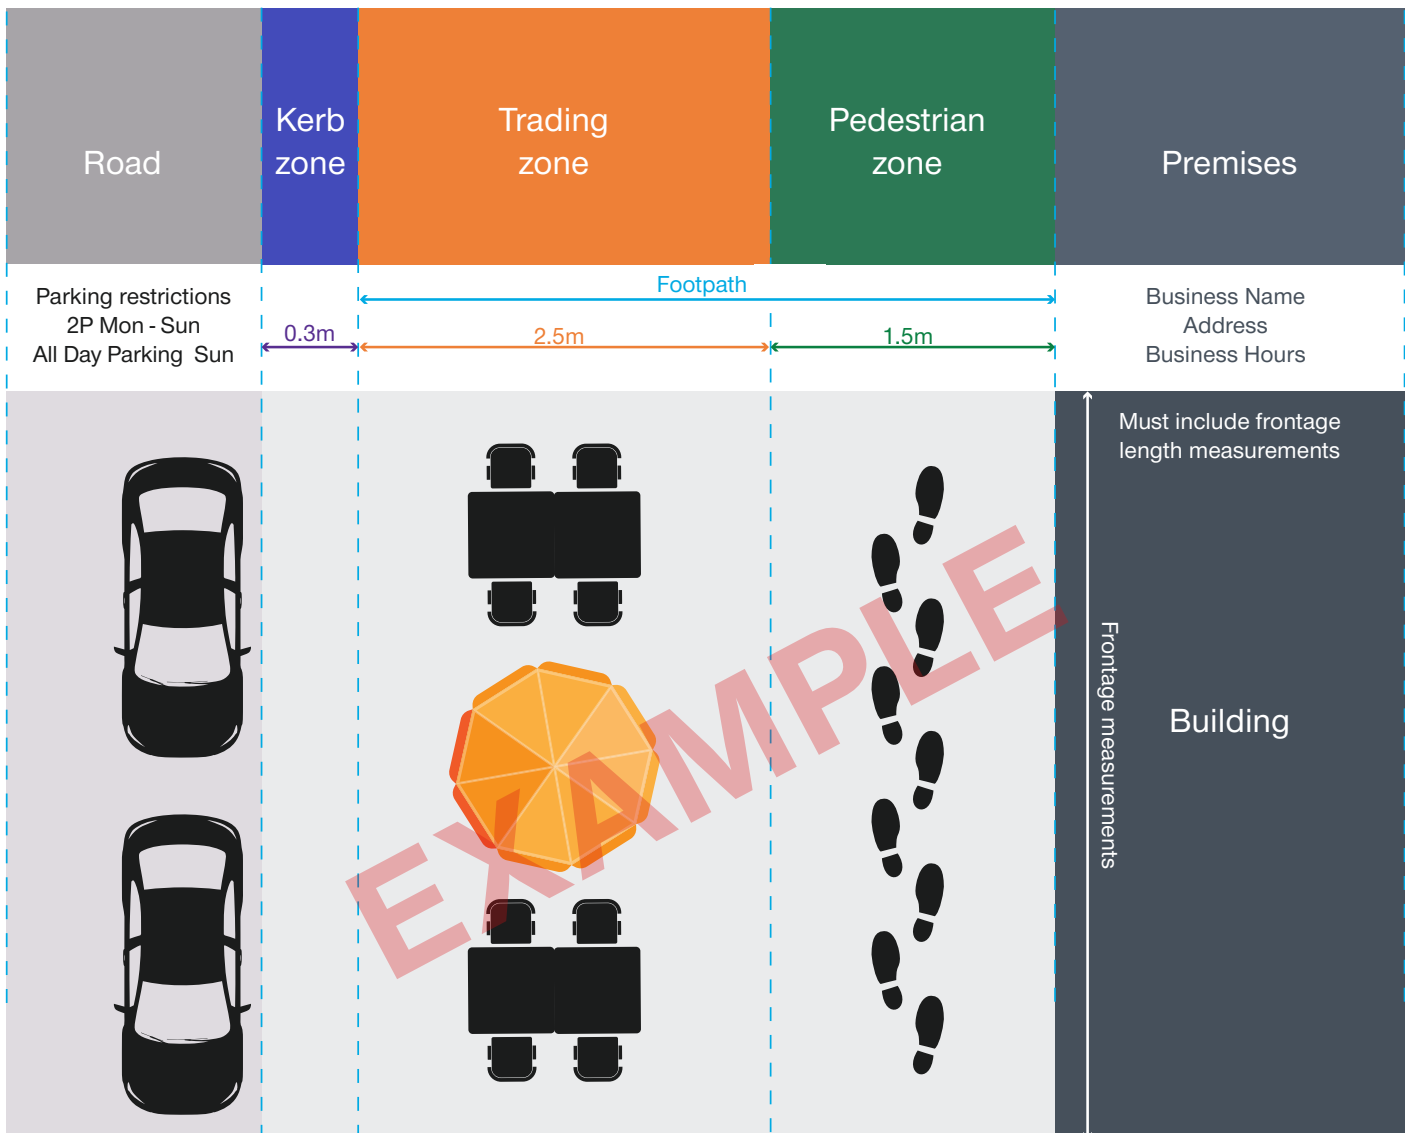 Road
Kerb
zone
Trading
zone
Pedestrian
zone
Premises
Parking restrictions
2P Mon - Sun
All Day Parking Sun
Footpath
0.3m
2.5m
1.5m
Business Name
Address
Business Hours
Must include frontage
length measurements
Frontage measurements
Building
EXAMPLE